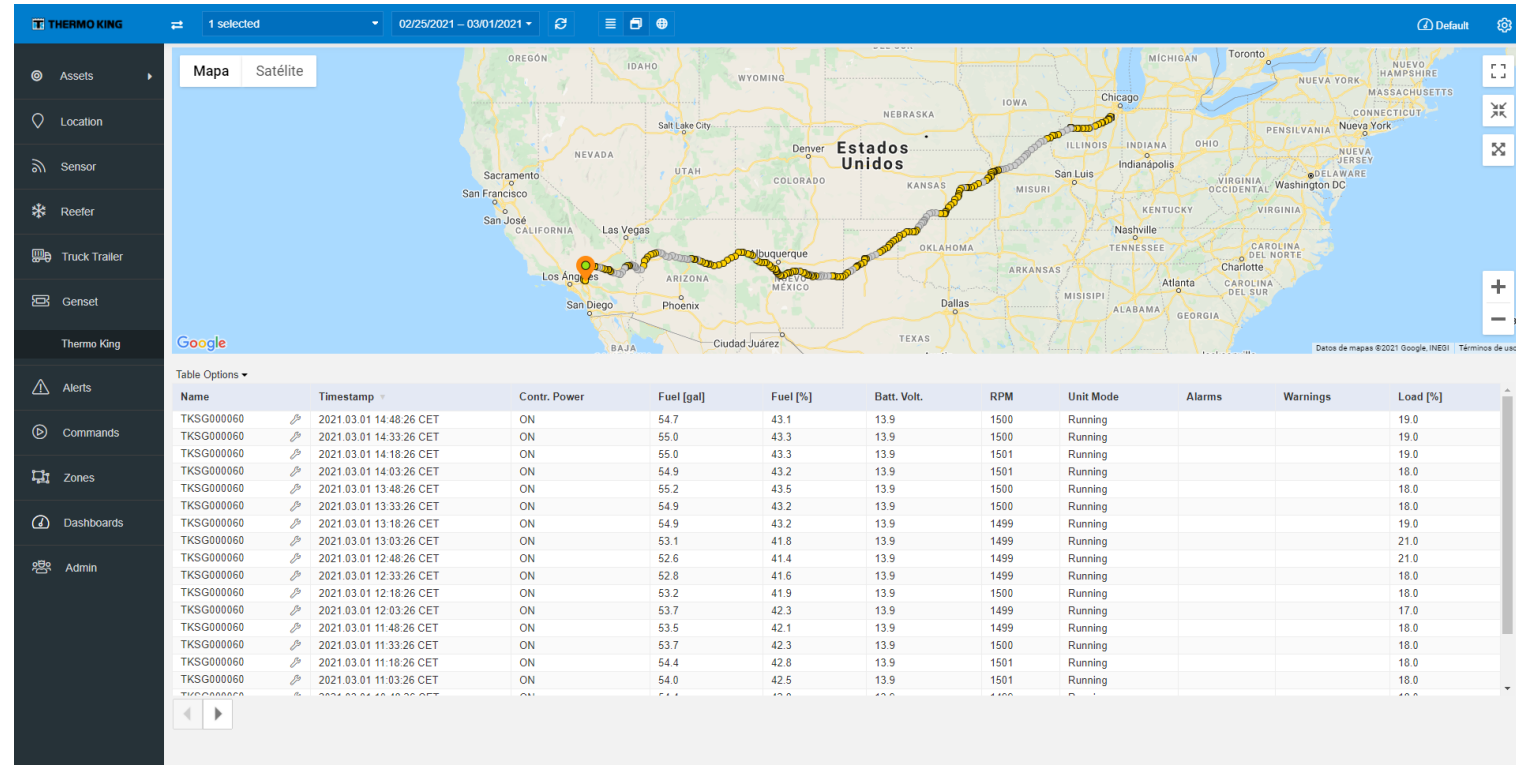 THERMO KING
1 selected
02/25/2021 – 03/01/2021
Default
Assets
Location
Sensor
Reefer
Truck Trailer
Genset
Thermo King
Alerts
Commands
Zones
Dashboards
Admin
Mapa Satélite
OREGÓN
IDAHO
WYOMING
MÍCHIGAN
Toronto
NUEVO HAMPSHIRE
NUEVA YORK
MASSACHUSETTS
IOWA
Chicago
NEBRASKA
CONNECTICUT
Nueva York
PENSILVANIA
Salt Lake City
NEVADA
Denver
Estados
Unidos
ILLINOIS
INDIANA
OHIO
NUEVA
JERSEY
Indianápolis
UTAH
COLORADO
KANSAS
MISURI
San Luis
DELAWARE
VIRGINIA
OCCIDENTAL
Washington DC
Sacramento
San Francisco
San José
CALIFORNIA
Las Vegas
KENTUCKY
VIRGINIA
Nashville
TENNESSEE
OKLAHOMA
CAROLINA
DEL NORTE
Albuquerque
Los Ángeles
ARIZONA
NUEVO
MÉXICO
ARKANSAS
Charlotte
Atlanta
CAROLINA
DEL SUR
San Diego
Phoenix
Dallas
MISISIPI
ALABAMA
GEORGIA
TEXAS
Ciudad Juárez
BAJA
Google
Datos de mapas ©2021 Google, INEGI Términos de uso
Table Options
Name Timestamp Contr. Power Fuel [gal] Fuel [%] Batt. Volt. RPM Unit Mode Alarms Warnings Load [%]
TKSG000060 2021.03.01 14:48:26 CET ON 54.7 43.1 13.9 1500 Running 19.0
TKSG000060 2021.03.01 14:33:26 CET ON 55.0 43.3 13.9 1500 Running 19.0
TKSG000060 2021.03.01 14:18:26 CET ON 55.0 43.3 13.9 1501 Running 19.0
TKSG000060 2021.03.01 14:03:26 CET ON 54.9 43.2 13.9 1501 Running 18.0
TKSG000060 2021.03.01 13:48:26 CET ON 55.2 43.5 13.9 1500 Running 18.0
TKSG000060 2021.03.01 13:33:26 CET ON 54.9 43.2 13.9 1500 Running 18.0
TKSG000060 2021.03.01 13:18:26 CET ON 54.9 43.2 13.9 1499 Running 19.0
TKSG000060 2021.03.01 13:03:26 CET ON 53.1 41.8 13.9 1499 Running 21.0
TKSG000060 2021.03.01 12:48:26 CET ON 52.6 41.4 13.9 1499 Running 21.0
TKSG000060 2021.03.01 12:33:26 CET ON 52.8 41.6 13.9 1499 Running 18.0
TKSG000060 2021.03.01 12:18:26 CET ON 53.2 41.9 13.9 1500 Running 18.0
TKSG000060 2021.03.01 12:03:26 CET ON 53.7 42.3 13.9 1499 Running 17.0
TKSG000060 2021.03.01 11:48:26 CET ON 53.5 42.1 13.9 1499 Running 18.0
TKSG000060 2021.03.01 11:33:26 CET ON 53.7 42.3 13.9 1500 Running 18.0
TKSG000060 2021.03.01 11:18:26 CET ON 54.4 42.8 13.9 1501 Running 18.0
TKSG000060 2021.03.01 11:03:26 CET ON 54.0 42.5 13.9 1501 Running 18.0